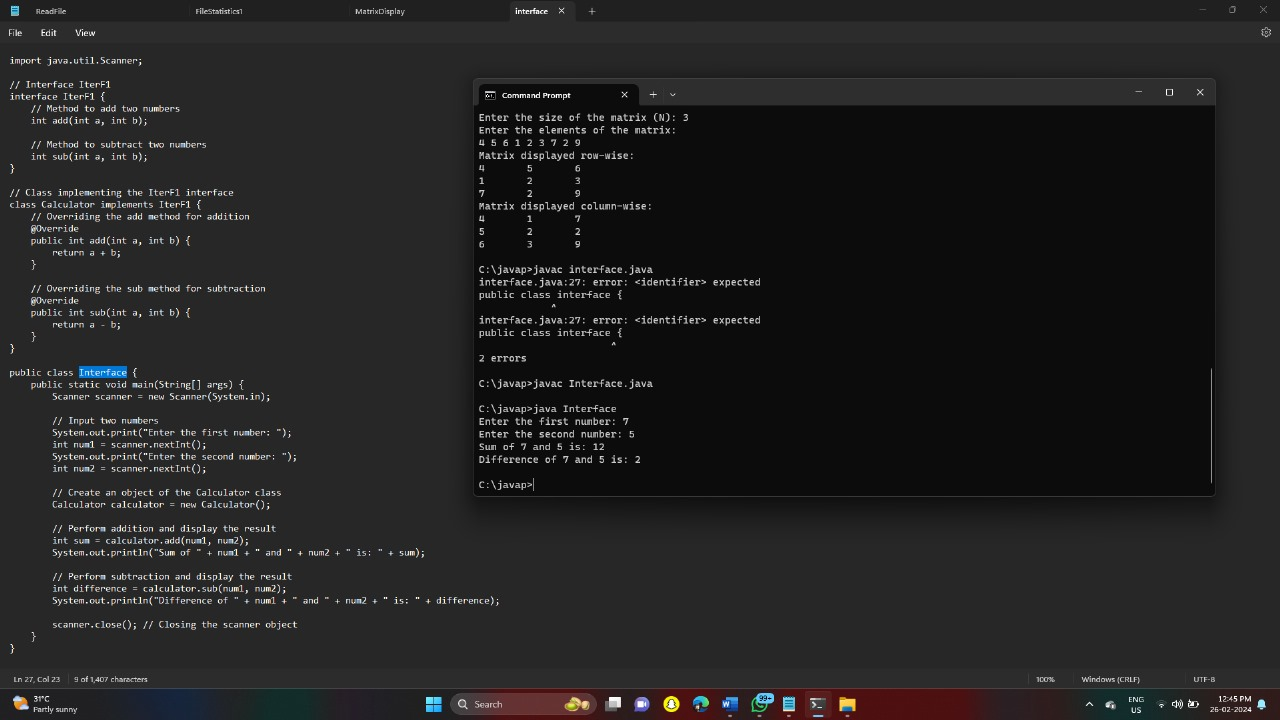 ReadFile
FileStatistics1
MatrixDisplay
interface
File Edit View
import java.util.Scanner;
// Interface IterF1
interface IterF1 {
// Method to add two numbers
int add(int a, int b);
// Method to subtract two numbers
int sub(int a, int b);
}
// Class implementing the IterF1 interface
class Calculator implements IterF1 {
// Overriding the add method for addition
@Override
public int add(int a, int b) {
return a + b;
}
// Overriding the sub method for subtraction
@Override
public int sub(int a, int b) {
return a - b;
}
}
public class Interface {
public static void main(String[] args) {
Scanner scanner = new Scanner(System.in);
// Input two numbers
System.out.print("Enter the first number: ");
int num1 = scanner.nextInt();
System.out.print("Enter the second number: ");
int num2 = scanner.nextInt();
// Create an object of the Calculator class
Calculator calculator = new Calculator();
// Perform addition and display the result
int sum = calculator.add(num1, num2);
System.out.println("Sum of " + num1 + " and " + num2 + " is: " + sum);
// Perform subtraction and display the result
int difference = calculator.sub(num1, num2);
System.out.println("Difference of " + num1 + " and " + num2 + " is: " + difference);
scanner.close(); // Closing the scanner object
}
}
Command Prompt
Enter the size of the matrix (N): 3
Enter the elements of the matrix:
4 5 6 1 2 3 7 2 9
Matrix displayed row-wise:
4 5 6
1 2 3
7 2 9
Matrix displayed column-wise:
4 1 7
5 2 2
6 3 9
C:\javap>javac interface.java
interface.java:27: error: <identifier> expected
public class interface {
^
interface.java:27: error: <identifier> expected
public class interface {
^
2 errors
C:\javap>javac Interface.java
C:\javap>java Interface
Enter the first number: 7
Enter the second number: 5
Sum of 7 and 5 is: 12
Difference of 7 and 5 is: 2
C:\javap>
Ln 27, Col 23 9 of 1,407 characters 100% Windows (CRLF) UTF-8
31°C
Partly sunny
Search
99+
ENG
US
12:45 PM
26-02-2024